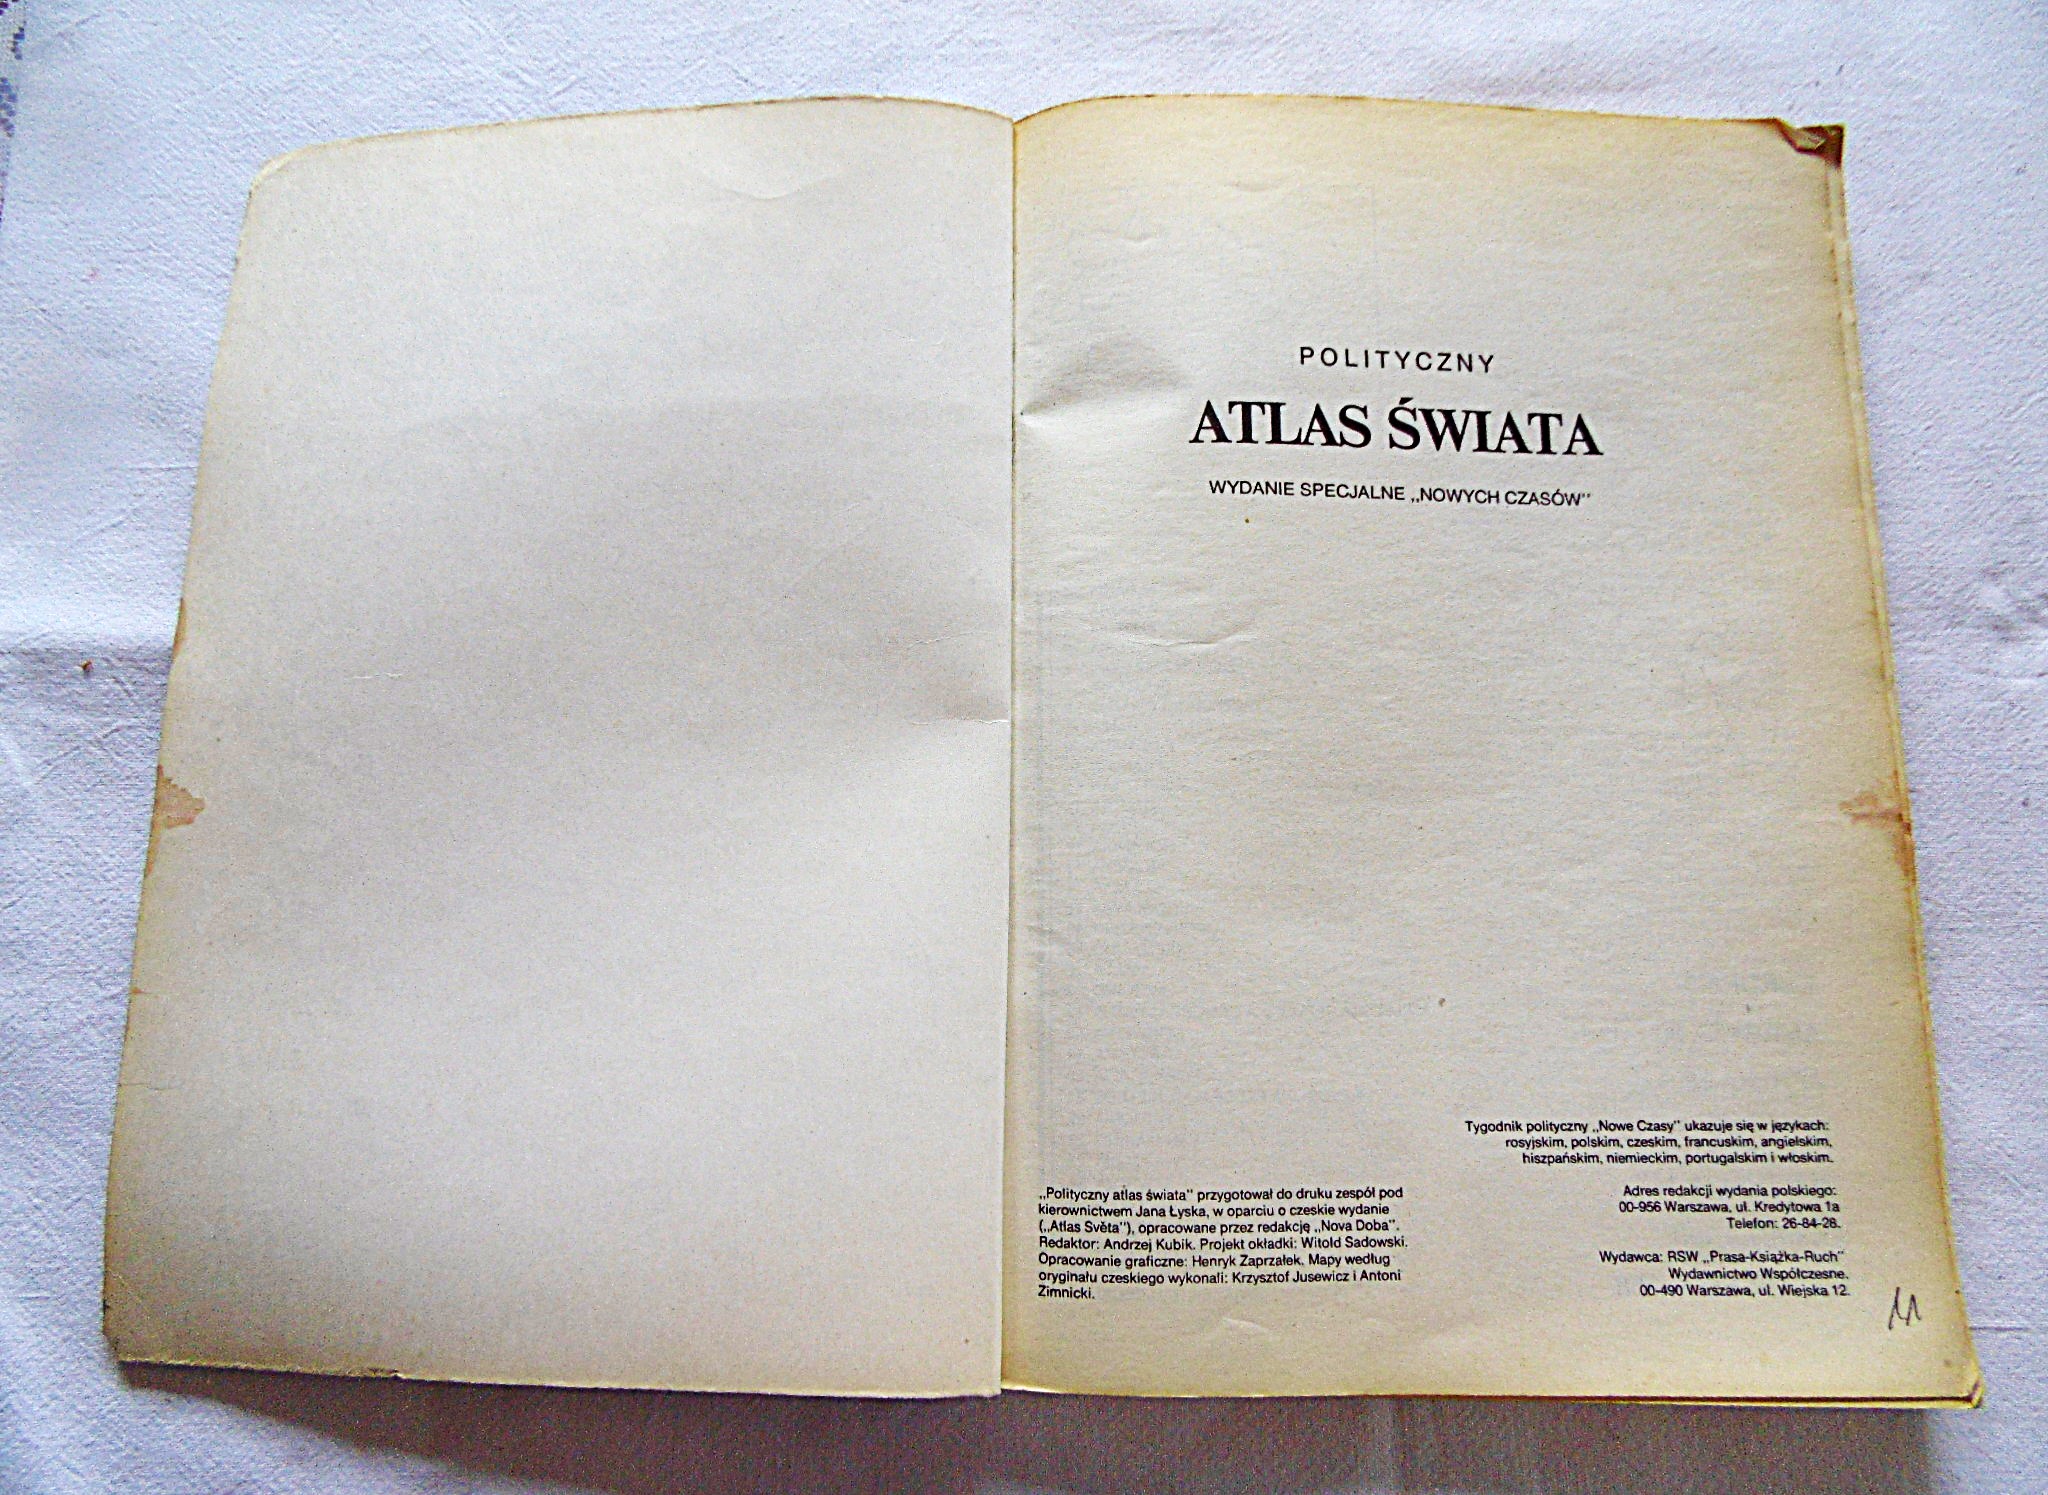 POLITYCZNY
ATLAS ŚWIATA
WYDANIE SPECJALNE „NOWYCH CZASÓW"
Tygodnik polityczny „Nowe Czasy" ukazuje się w językach:
rosyjskim, polskim, czeskim, francuskim, angielskim,
hiszpańskim, niemieckim, portugalskim i włoskim.
„Polityczny atlas świata" przygotował do druku zespół pod
kierownictwem Jana Łyska, w oparciu o czeskie wydanie
(„Atlas Světa"), opracowane przez redakcję „Nova Doba".
Redaktor: Andrzej Kubik. Projekt okładki: Witold Sadowski.
Opracowanie graficzne: Henryk Zaprzałek. Mapy według
oryginału czeskiego wykonali: Krzysztof Jusewicz i Antoni
Zimnicki.
Adres redakcji wydania polskiego:
00-956 Warszawa, ul. Kredytowa 1a
Telefon: 26-84-28.
Wydawca: RSW „Prasa-Książka-Ruch"
Wydawnictwo Współczesne.
00-490 Warszawa, ul. Wiejska 12.